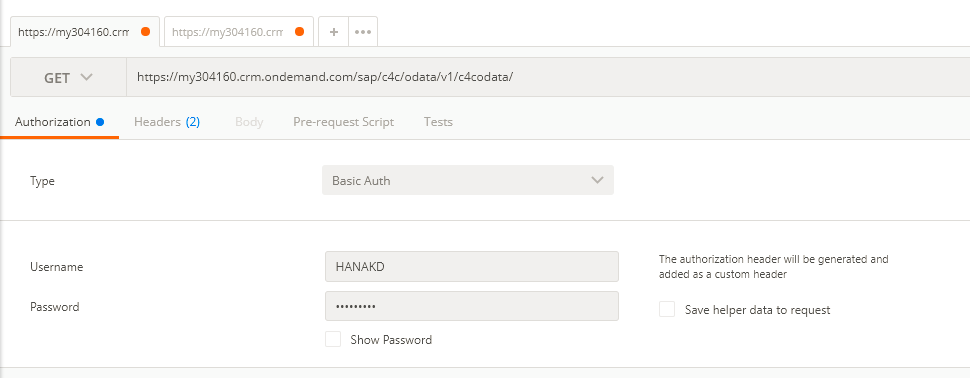 https://my304160.crm https://my304160.crm + •••
GET https://my304160.crm.ondemand.com/sap/c4c/odata/v1/c4codata/
Authorization Headers (2) Body Pre-request Script Tests
Type Basic Auth
Username HANAKD The authorization header will be generated and
added as a custom header
Password ••••••••• Save helper data to request
Show Password